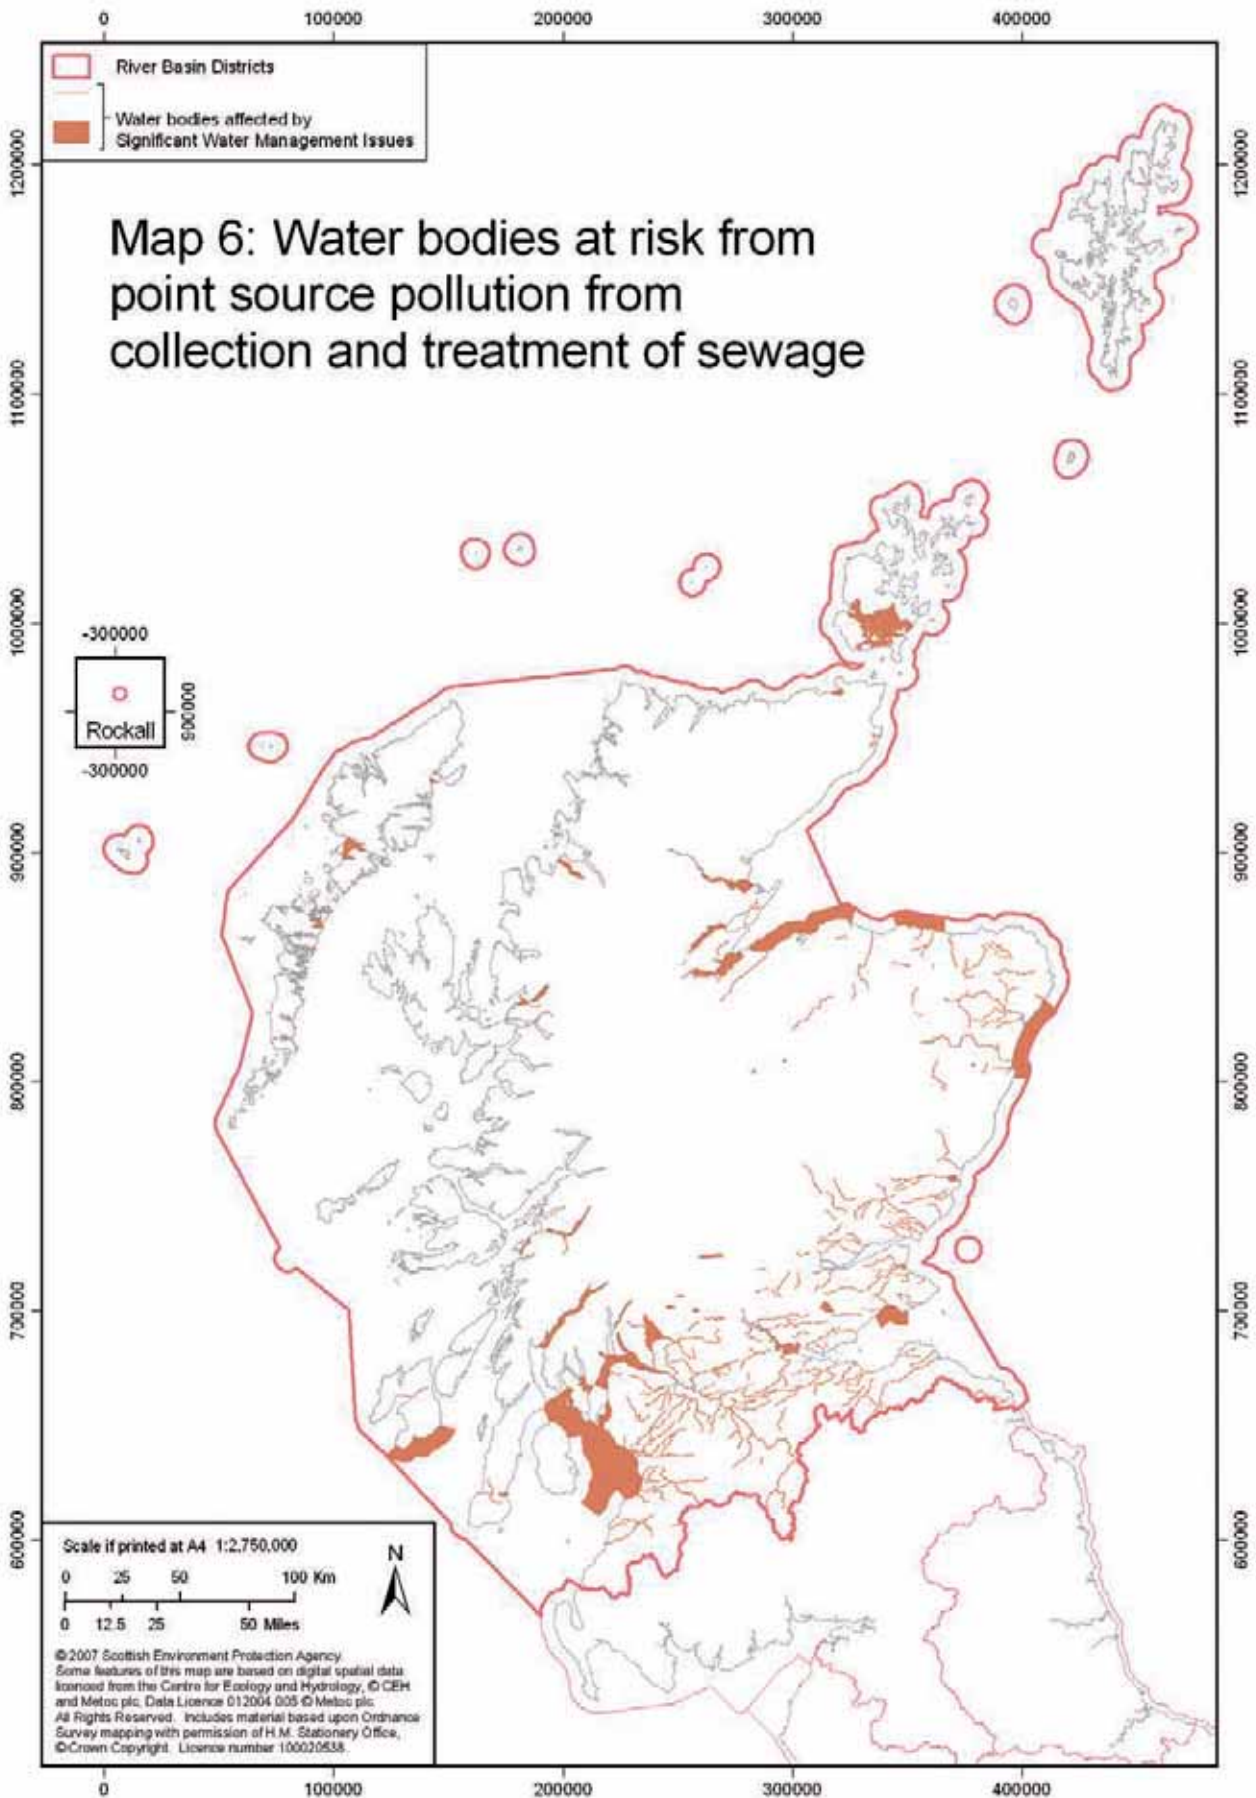 0 100000 200000 300000 400000
River Basin Districts
Water bodies affected by
Significant Water Management Issues
Map 6: Water bodies at risk from
point source pollution from
collection and treatment of sewage
1200000
1100000
1000000
900000
800000
700000
600000
1200000
1100000
1000000
900000
800000
700000
600000
-300000
900000
Rockall
-300000
Scale if printed at A4 1:2,750,000
N
0 25 50 100 Km
0 12.5 25 50 Miles
© 2007 Scottish Environment Protection Agency.
Some features of this map are based on digital spatial data
licenced from the Centre for Ecology and Hydrology, © CEH
and Metoc plc, Data Licence 012004.005 © Metoc plc.
All Rights Reserved. Includes material based upon Ordnance
Survey mapping with permission of H.M. Stationery Office,
© Crown Copyright. Licence number 100020538.
0 100000 200000 300000 400000